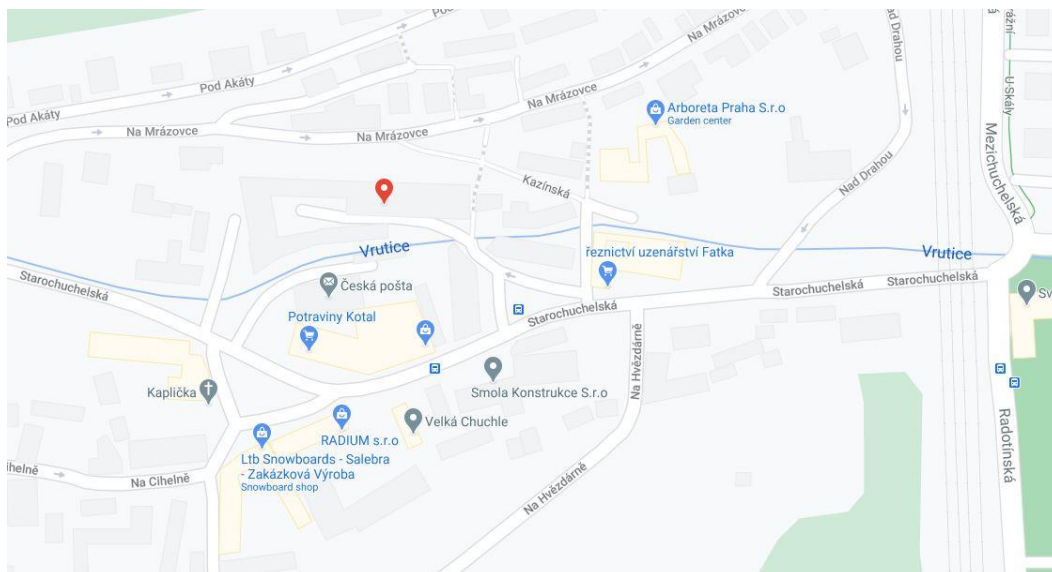 Pod
Na Mrázovce
Nad Drahou
rážní
U-Skály
Pod Akáty
Pod Akáty
Na Mrázovce
Arboreta Praha S.r.o
Garden center
Na Mrázovce
Na Mrázovce
Mezichuchelská
Kazínská
Nad Drahou
Vrutice
řeznictví uzenářství Fatka
Vrutice
Starochuchelská
Česká pošta
Starochuchelská
Starochuchelská
Sv
Potraviny Kotal
Starochuchelská
Na Hvězdárně
Kaplička
Smola Konstrukce S.r.o
Velká Chuchle
RADIUM s.r.o
Radotínská
Ltb Snowboards - Salebra
- Zakázková Výroba
Snowboard shop
ihelně
Na Cihelně
Na Hvězdárně